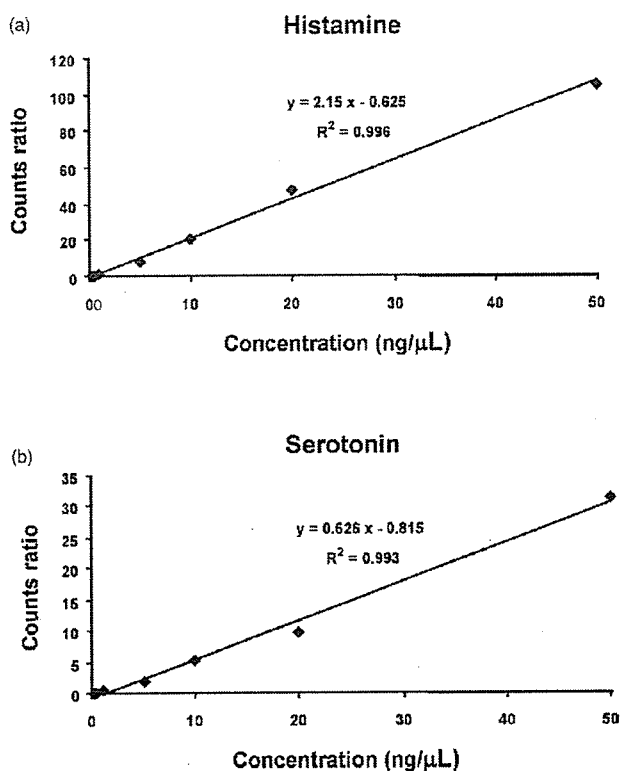 (a)
Histamine
120
100
80
60
40
20
0
Counts ratio
y = 2.15 x - 0.625
R² = 0.996
00 10 20 30 40 50
Concentration (ng/µL)
(b)
Serotonin
35
30
25
20
15
10
5
0
Counts ratio
y = 0.626 x - 0.815
R² = 0.993
0 10 20 30 40 50
Concentration (ng/µL)